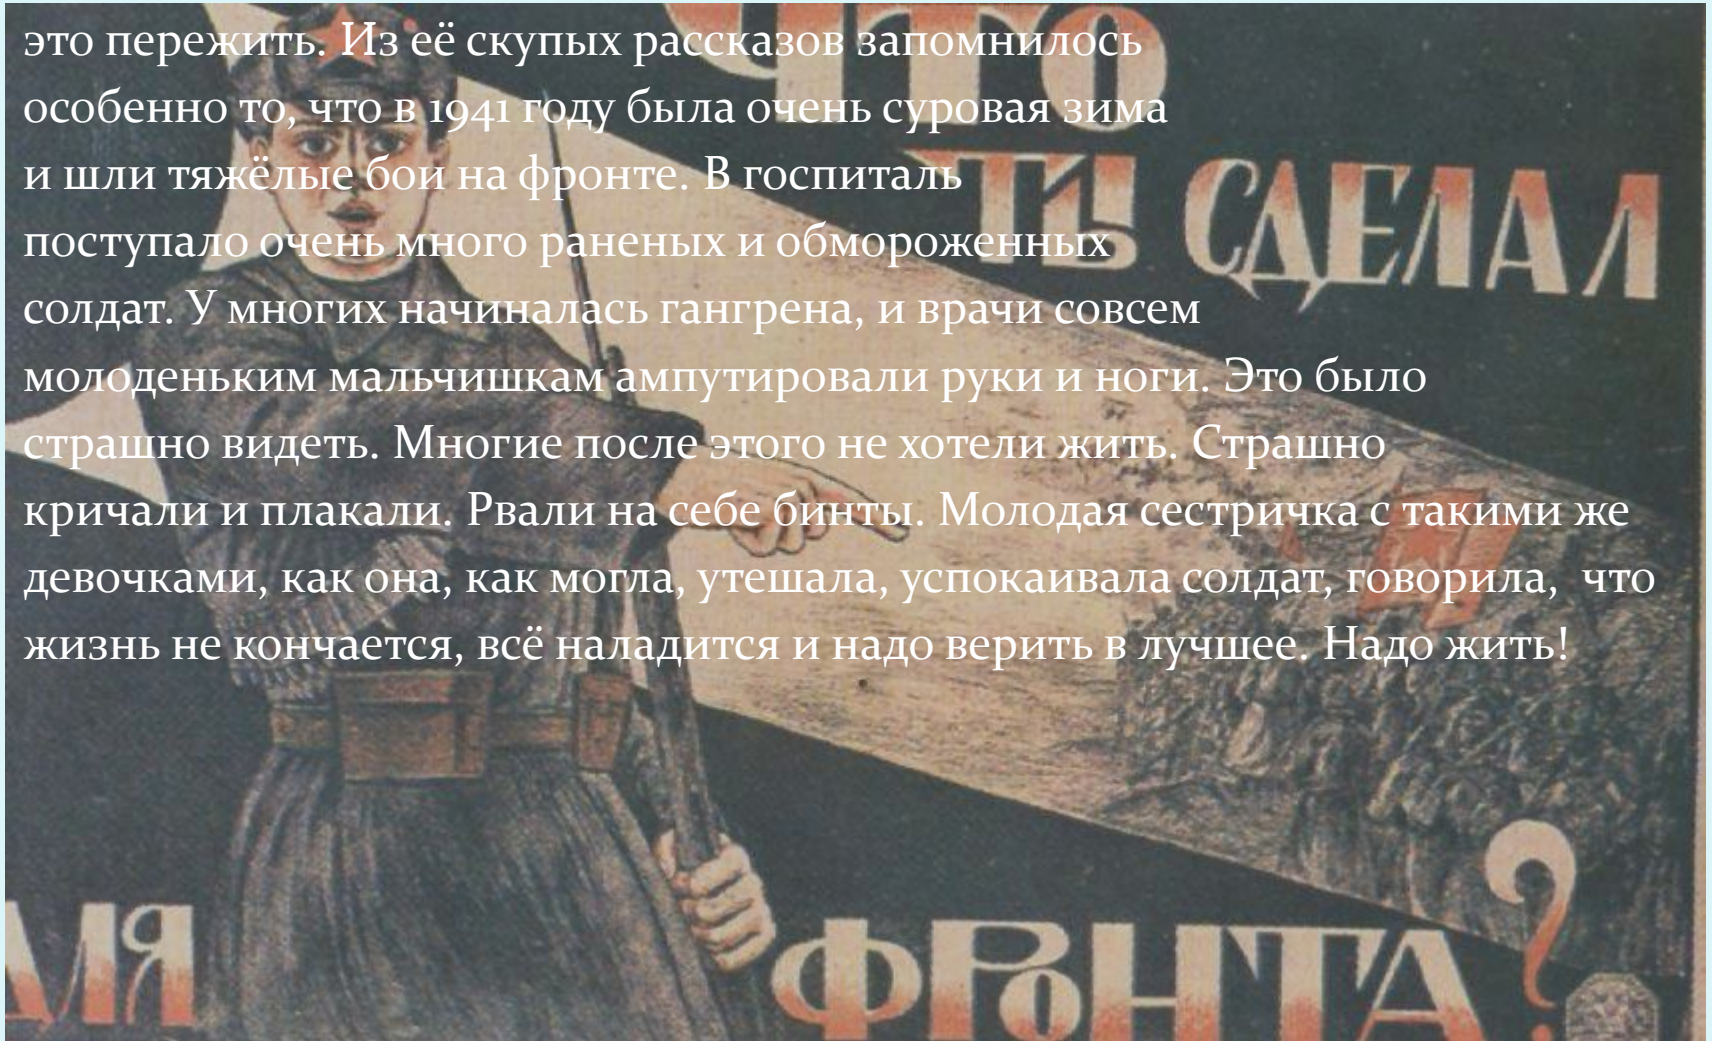 это пережить. Из её скупых рассказов запомнилось
особенно то, что в 1941 году была очень суровая зима
и шли тяжёлые бои на фронте. В госпиталь
поступало очень много раненых и обмороженных
солдат. У многих начиналась гангрена, и врачи совсем
молоденьким мальчишкам ампутировали руки и ноги. Это было
страшно видеть. Многие после этого не хотели жить. Страшно
кричали и плакали. Рвали на себе бинты. Молодая сестричка с такими же
девочками, как она, как могла, утешала, успокаивала солдат, говорила,  что
жизнь не кончается, всё наладится и надо верить в лучшее. Надо жить!
ЧТО
ТЫ СДЕЛАЛ
ДЛЯ ФРОНТА?